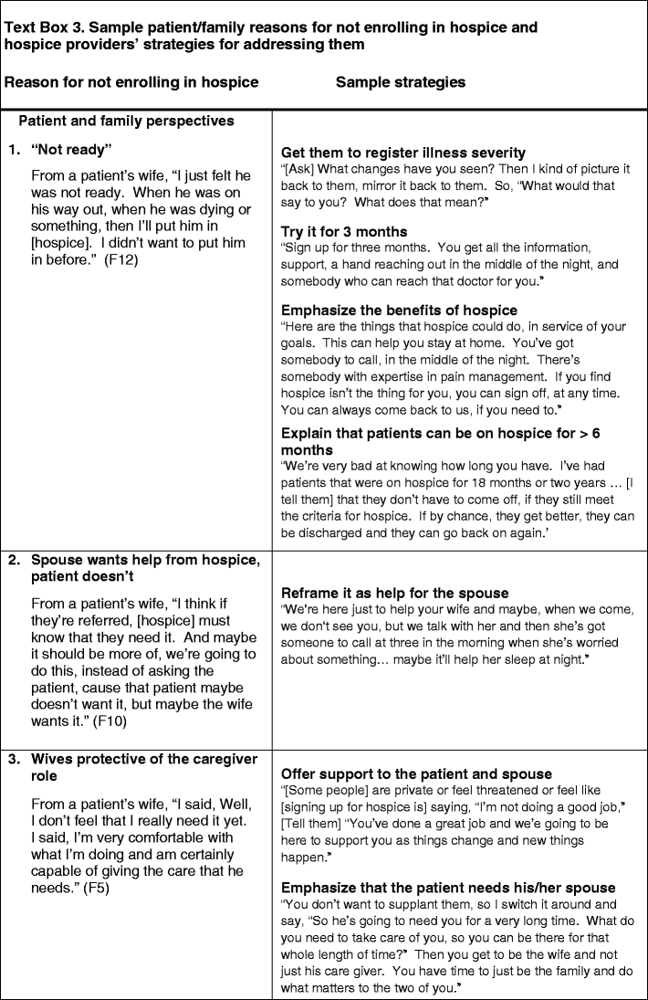 Text Box 3. Sample patient/family reasons for not enrolling in hospice and
hospice providers' strategies for addressing them
Reason for not enrolling in hospice
Sample strategies
Patient and family perspectives
1. “Not ready”
From a patient's wife, “I just felt he
was not ready.  When he was on
his way out, when he was dying or
something, then I'll put him in
[hospice].  I didn't want to put him
in before.”  (F12)
Get them to register illness severity
“[Ask] What changes have you seen? Then I kind of picture it
back to them, mirror it back to them.  So, “What would that
say to you?  What does that mean?”
Try it for 3 months
“Sign up for three months.  You get all the information,
support, a hand reaching out in the middle of the night, and
somebody who can reach that doctor for you.”
Emphasize the benefits of hospice
“Here are the things that hospice could do, in service of your
goals.  This can help you stay at home.  You've got
somebody to call, in the middle of the night.  There's
somebody with expertise in pain management.  If you find
hospice isn't the thing for you, you can sign off, at any time.
You can always come back to us, if you need to.”
Explain that patients can be on hospice for > 6
months
“We're very bad at knowing how long you have.  I've had
patients that were on hospice for 18 months or two years … [I
tell them] that they don't have to come off, if they still meet
the criteria for hospice.  If by chance, they get better, they can
be discharged and they can go back on again.'
2. Spouse wants help from hospice,
patient doesn't
From a patient's wife, “I think if
they're referred, [hospice] must
know that they need it.  And maybe
it should be more of, we're going to
do this, instead of asking the
patient, cause that patient maybe
doesn't want it, but maybe the wife
wants it.” (F10)
Reframe it as help for the spouse
“We're here just to help your wife and maybe, when we come,
we don't see you, but we talk with her and then she's got
someone to call at three in the morning when she's worried
about something… maybe it'll help her sleep at night.”
3. Wives protective of the caregiver
role
From a patient's wife, “I said, Well,
I don't feel that I really need it yet.
I said, I'm very comfortable with
what I'm doing and am certainly
capable of giving the care that he
needs.” (F5)
Offer support to the patient and spouse
“[Some people] are private or feel threatened or feel like
[signing up for hospice is] saying, “I'm not doing a good job,”
[Tell them] “You've done a great job and we'e going to be
here to support you as things change and new things
happen.”
Emphasize that the patient needs his/her spouse
“You don't want to supplant them, so I switch it around and
say, “So he's going to need you for a very long time.  What do
you need to take care of you, so you can be there for that
whole length of time?”  Then you get to be the wife and not
just his care giver.  You have time to just be the family and do
what matters to the two of you.”